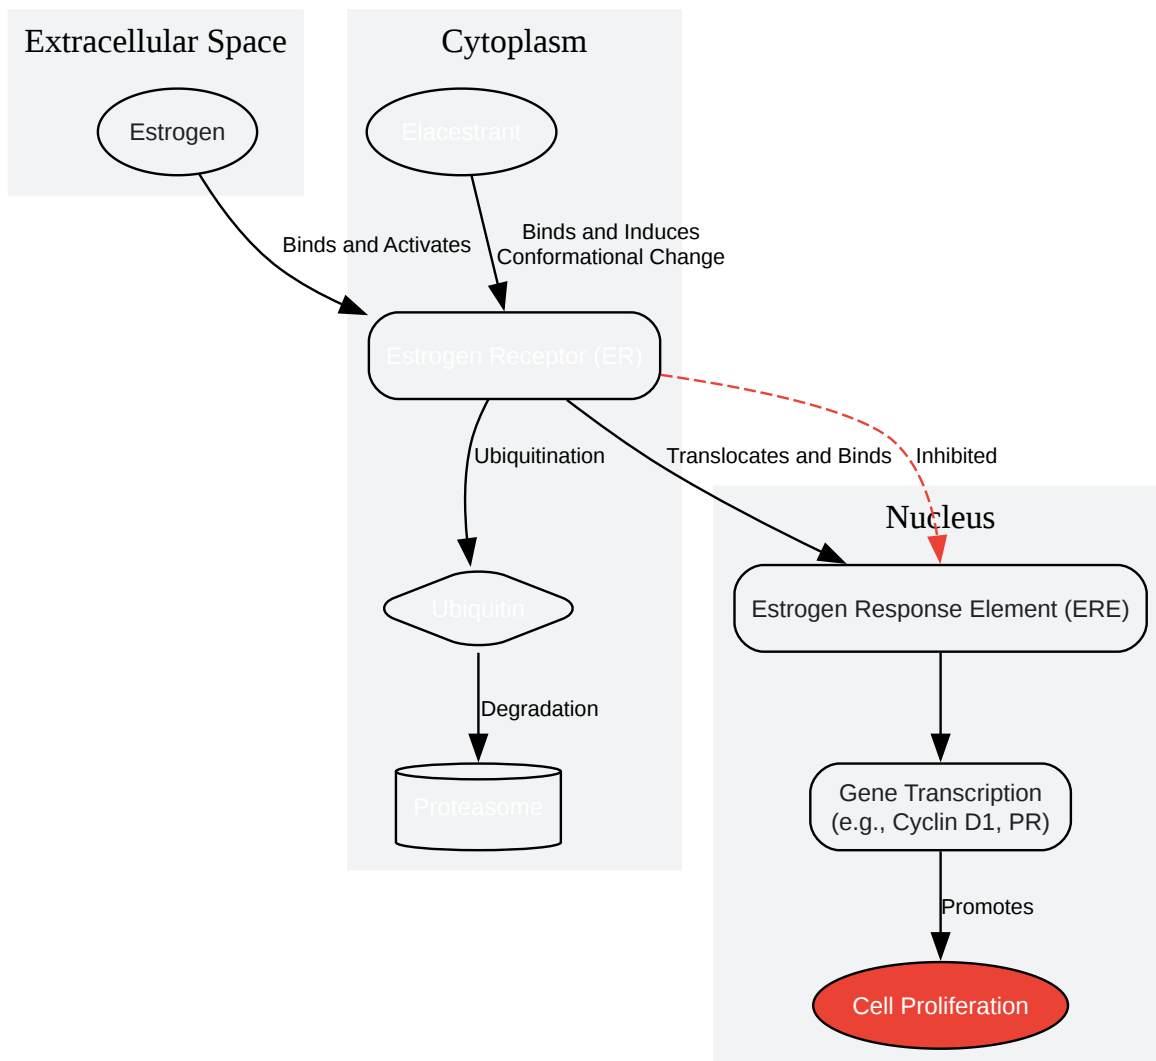 Extracellular Space
Cytoplasm
Estrogen
Elacestrant
Binds and Activates
Binds and Induces
Conformational Change
Estrogen Receptor (ER)
Ubiquitination
Translocates and Binds
Inhibited
Nucleus
Ubiquitin
Estrogen Response Element (ERE)
Degradation
Proteasome
Gene Transcription
(e.g., Cyclin D1, PR)
Promotes
Cell Proliferation